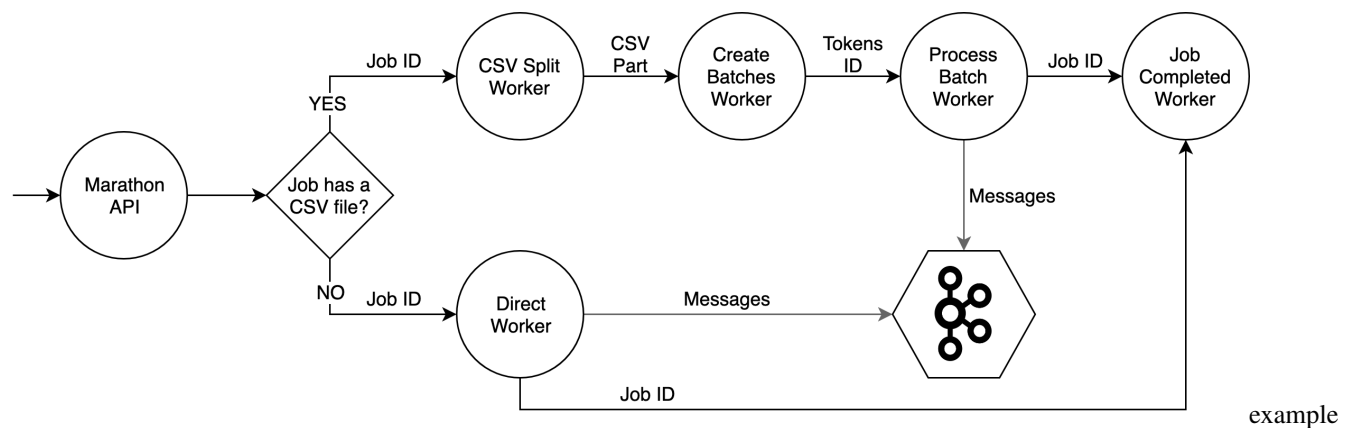 Marathon
API
Job has a
CSV file?
YES
Job ID
CSV Split
Worker
CSV
Part
Create
Batches
Worker
Tokens
ID
Process
Batch
Worker
Job ID
Job
Completed
Worker
Messages
NO
Job ID
Direct
Worker
Messages
Job ID
example